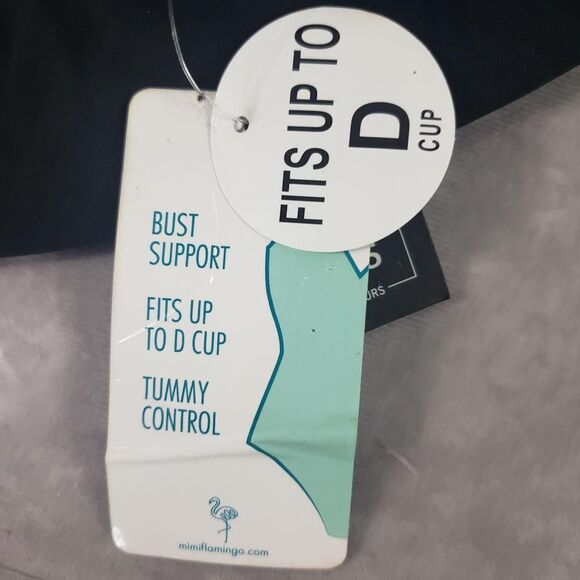 FITS UP TO
D
CUP
BUST
SUPPORT
FITS UP
TO D CUP
TUMMY
CONTROL
mimiflamingo.com